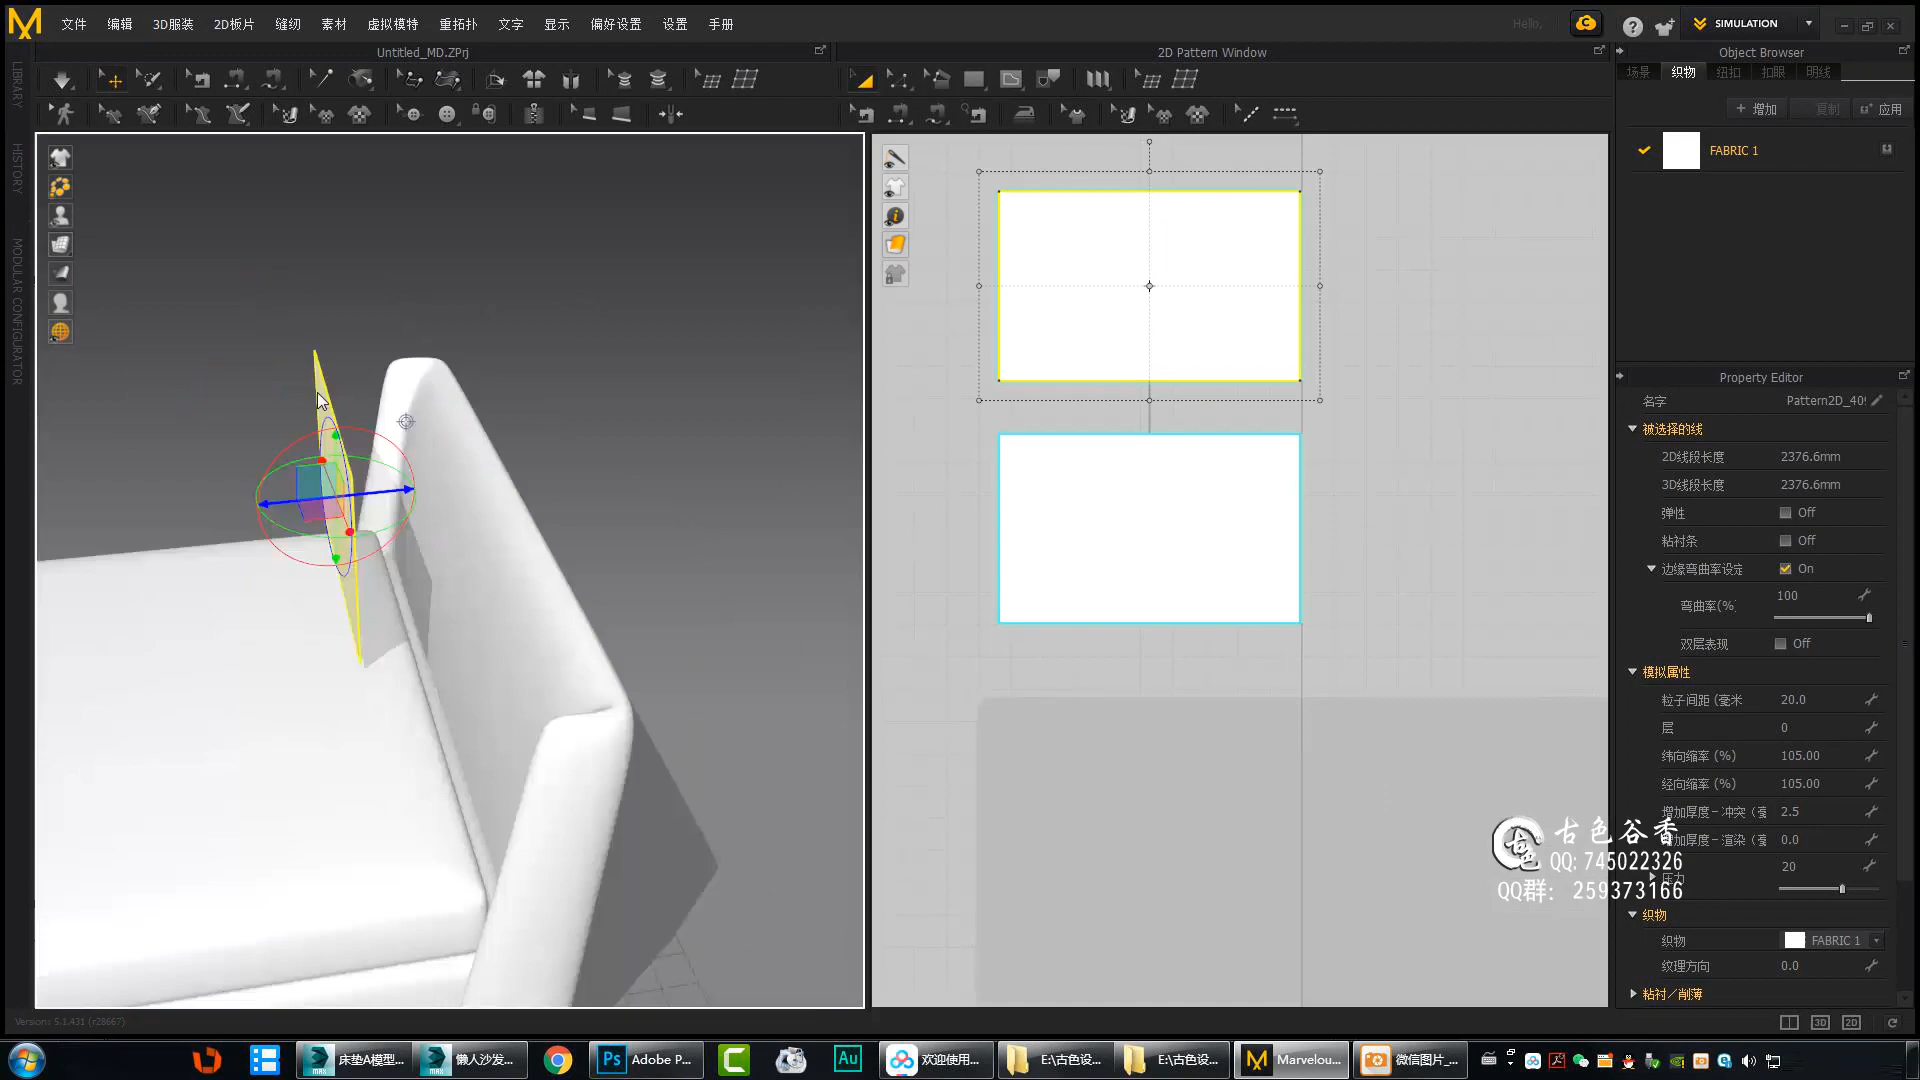 文件 编辑 3D服装 2D板片 缝纫 素材 虚拟模特 重拓扑 文字 显示 偏好设置 设置 手册
Hello,
SIMULATION
Untitled_MD.ZPrj
2D Pattern Window
Object Browser
场景 织物 纽扣 扣眼 明线
+ 增加 复制 应用
FABRIC 1
LIBRARY
HISTORY
MODULAR CONFIGURATOR
Property Editor
名字 Pattern2D_409
被选择的线
2D线段长度 2376.6mm
3D线段长度 2376.6mm
弹性 Off
粘衬条 Off
边缘弯曲率设定 On
弯曲率(%) 100
双层表现 Off
模拟属性
粒子间距 (毫米 20.0
层 0
纬向缩率 (%) 105.00
经向缩率 (%) 105.00
增加厚度-冲突 (毫 2.5
增加厚度-渲染 (毫 0.0
压力 20
织物
织物 FABRIC 1
纹理方向 0.0
粘衬/削薄
古色谷香
QQ: 745022326
QQ群: 259373166
Version: 5.1.431 (r28667)
3D 2D
床垫A模型... 懒人沙发... Adobe P... 欢迎使用... E:\古色设... E:\古色设... Marvelou... 微信图片_...